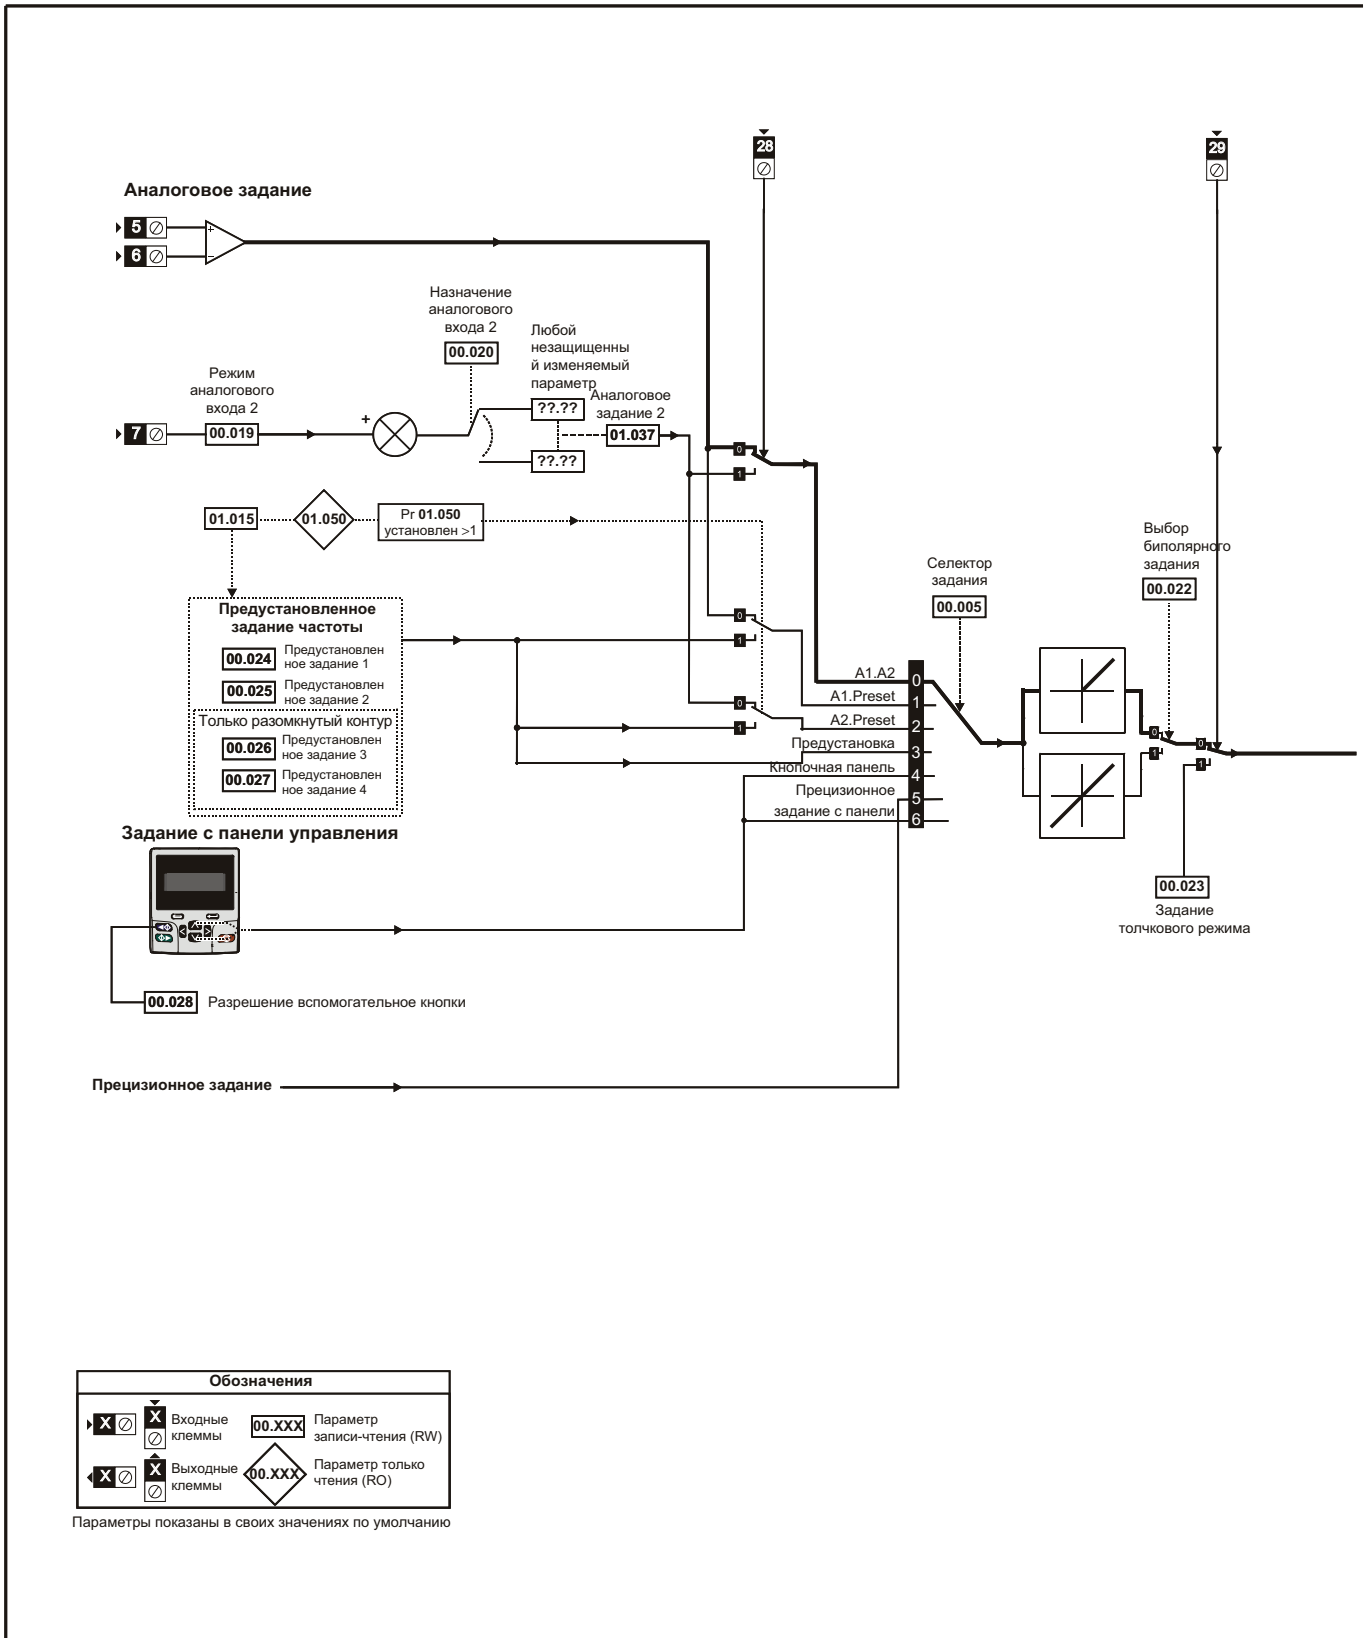 28
29
Аналоговое задание
5
+
6
−
Назначение
аналогового
входа 2
00.020
Любой
незащищенны
й изменяемый
параметр
??.??
??.??
Аналоговое
задание 2
01.037
Режим
аналогового
входа 2
7
00.019
+
0
1
01.015
01.050
Pr 01.050
установлен >1
Предустановленное
задание частоты
00.024
Предустановлен
ное задание 1
00.025
Предустановлен
ное задание 2
Только разомкнутый контур
00.026
Предустановлен
ное задание 3
00.027
Предустановлен
ное задание 4
0
1
0
1
Селектор
задания
00.005
Выбор
биполярного
задания
00.022
A1.A2
0
A1.Preset
1
A2.Preset
2
Предустановка
3
Кнопочная панель
4
Прецизионное
5
задание с панели
6
0
1
0
1
00.023
Задание
толчкового режима
Задание с панели управления
00.028
Разрешение вспомогательное кнопки
Прецизионное задание
Обозначения
X
X
Входные
клеммы
00.XXX
Параметр
записи-чтения (RW)
X
X
Выходные
клеммы
00.XXX
Параметр только
чтения (RO)
Параметры показаны в своих значениях по умолчанию